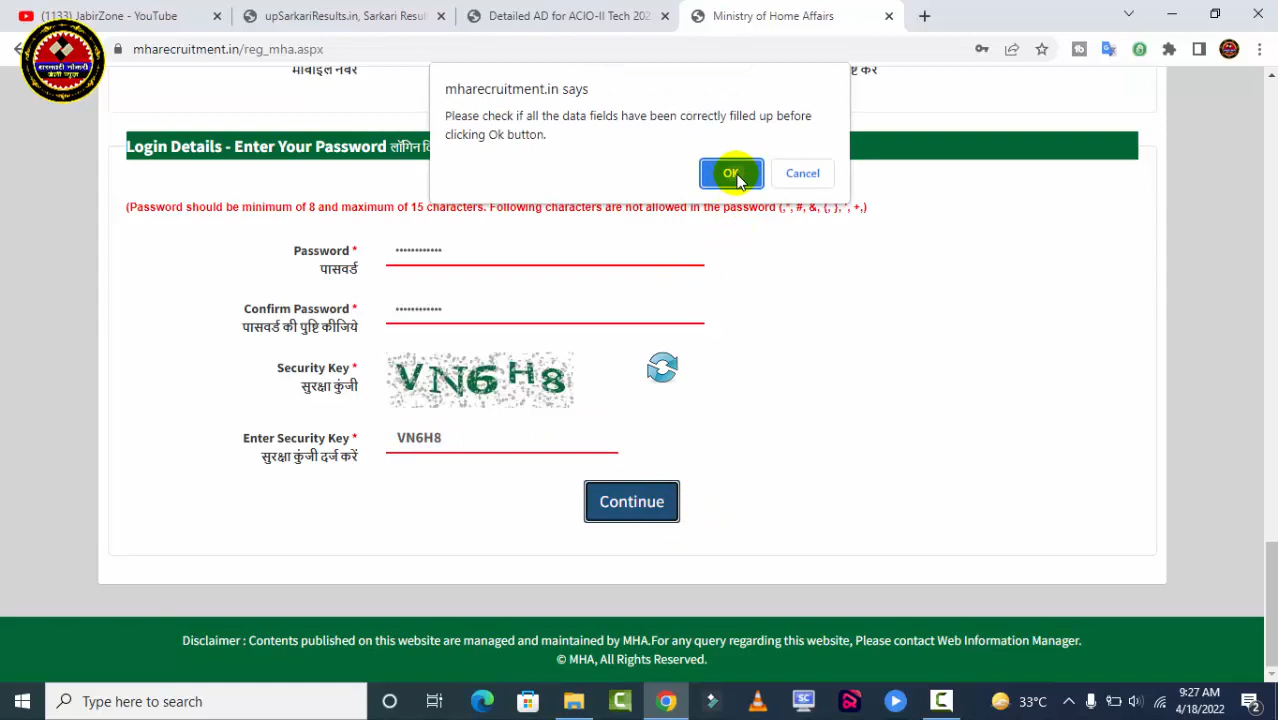 (1133) JabirZone - YouTube
upSarkariResults.in, Sarkari Resul
Detailed AD for ACIO-II Tech 202
Ministry of Home Affairs
mharecruitment.in/reg_mha.aspx
सरकारी नोकरी
मोबाइल नंबर
mharecruitment.in says
Please check if all the data fields have been correctly filled up before
clicking Ok button.
OK
Cancel
Login Details - Enter Your Password लॉगिन
(Password should be minimum of 8 and maximum of 15 characters. Following characters are not allowed in the password (,", #, &, (, ), ', +,)
Password *
पासवर्ड
Confirm Password *
पासवर्ड की पुष्टि कीजिये
Security Key *
सुरक्षा कुंजी
VN6H8
Enter Security Key *
सुरक्षा कुंजी दर्ज करें
VN6H8
Continue
Disclaimer : Contents published on this website are managed and maintained by MHA.For any query regarding this website, Please contact Web Information Manager.
© MHA, All Rights Reserved.
Type here to search
SC
33°C
9:27 AM
4/18/2022
2